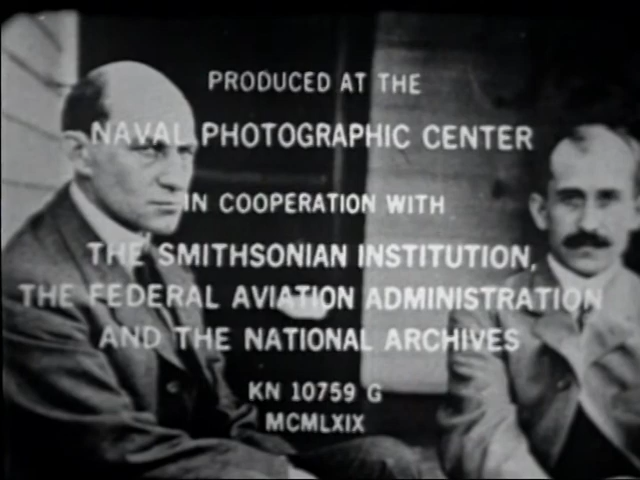 PRODUCED AT THE
NAVAL PHOTOGRAPHIC CENTER
IN COOPERATION WITH
THE SMITHSONIAN INSTITUTION,
THE FEDERAL AVIATION ADMINISTRATION
AND THE NATIONAL ARCHIVES
KN 10759 G
MCMLXIX